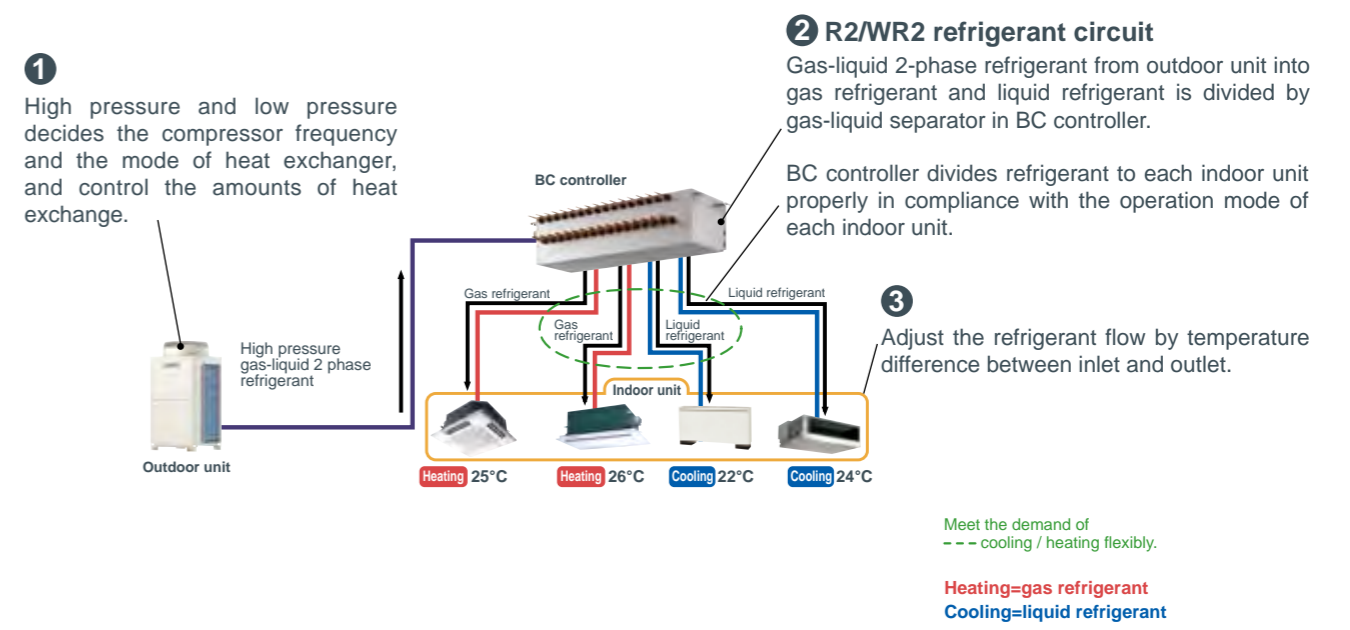 1
High pressure and low pressure
decides the compressor frequency
and the mode of heat exchanger,
and control the amounts of heat
exchange.
2 R2/WR2 refrigerant circuit
Gas-liquid 2-phase refrigerant from outdoor unit into
gas refrigerant and liquid refrigerant is divided by
gas-liquid separator in BC controller.
BC controller divides refrigerant to each indoor unit
properly in compliance with the operation mode of
each indoor unit.
BC controller
Gas refrigerant
Liquid refrigerant
Gas
refrigerant
Liquid
refrigerant
3
Adjust the refrigerant flow by temperature
difference between inlet and outlet.
High pressure
gas-liquid 2 phase
refrigerant
Indoor unit
Outdoor unit
Heating 25°C
Heating 26°C
Cooling 22°C
Cooling 24°C
Meet the demand of
cooling / heating flexibly.
Heating=gas refrigerant
Cooling=liquid refrigerant